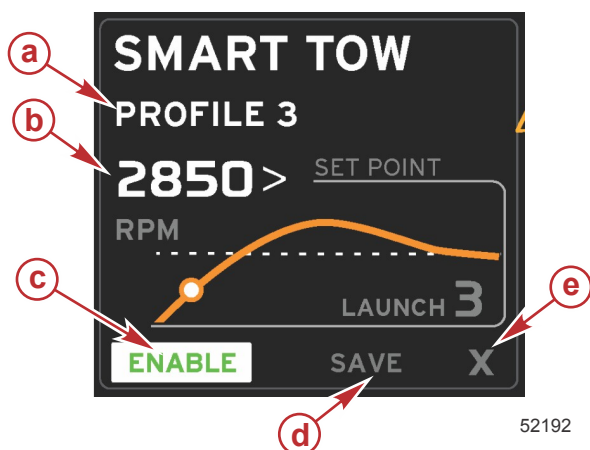 SMART TOW
a
PROFILE 3
b
2850> SET POINT
RPM
c
LAUNCH 3
e
ENABLE SAVE X
d
52192